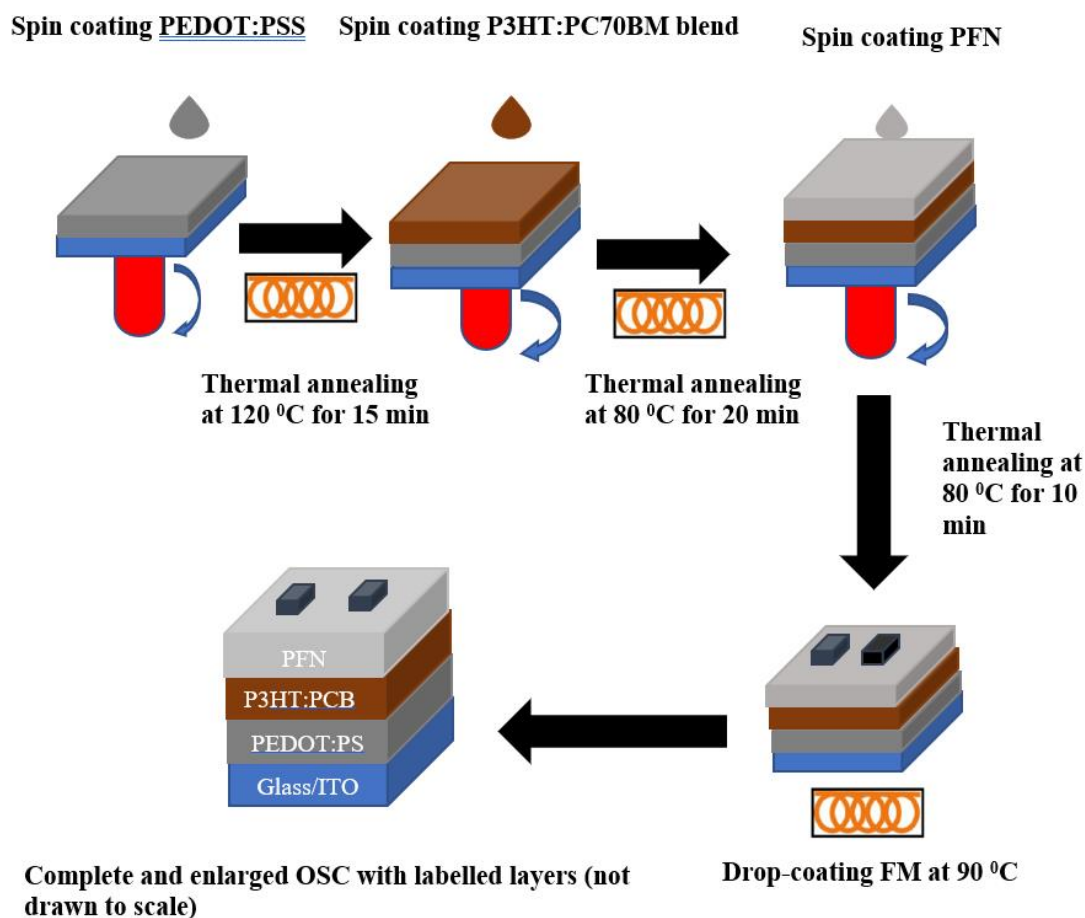 Spin coating PEDOT:PSS
Spin coating P3HT:PC70BM blend
Spin coating PFN
Thermal annealing
at 120 ⁰C for 15 min
Thermal annealing
at 80 ⁰C for 20 min
Thermal
annealing at
80 ⁰C for 10
min
PFN
P3HT:PCB
PEDOT:PS
Glass/ITO
Drop-coating FM at 90 ⁰C
Complete and enlarged OSC with labelled layers (not
drawn to scale)